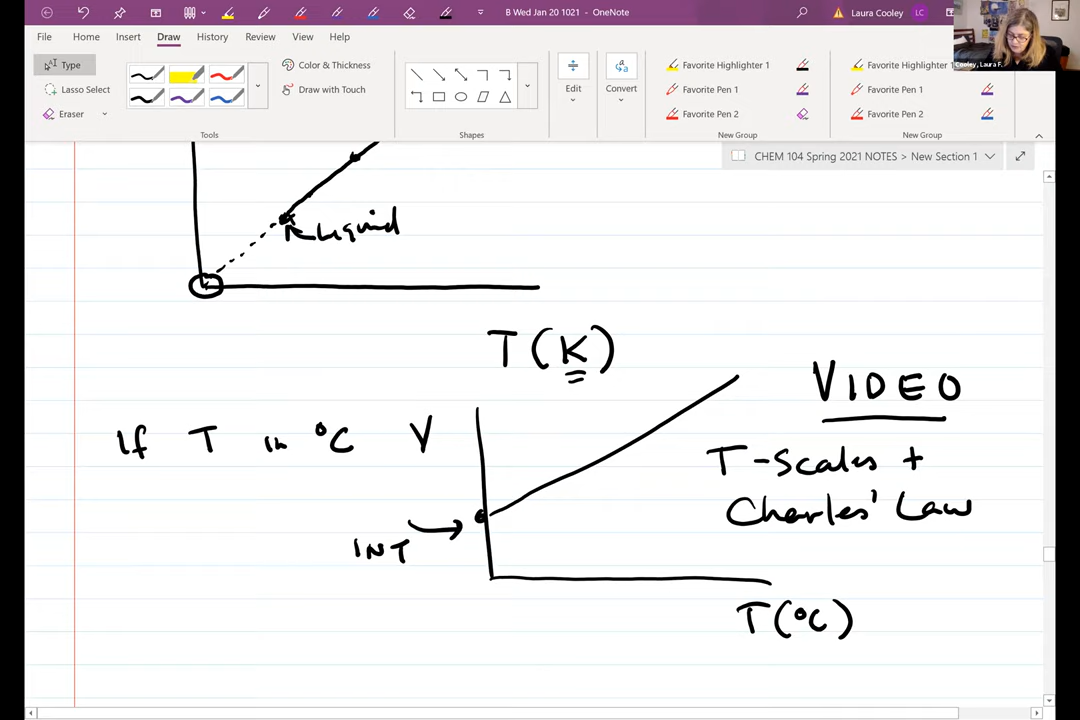 B Wed Jan 20 1021 - OneNote
Laura Cooley
LC
Cooley, Laura F.
File
Home
Insert
Draw
History
Review
View
Help
Type
Lasso Select
Eraser
Color & Thickness
Draw with Touch
Edit
Convert
Favorite Highlighter 1
Favorite Pen 1
Favorite Pen 2
Favorite Highlighter 1
Favorite Pen 1
Favorite Pen 2
Tools
Shapes
New Group
New Group
CHEM 104 Spring 2021 NOTES > New Section 1
Liquid
T (K)
VIDEO
If T in °C V
T-Scales +
Charles' Law
INT
T(°C)